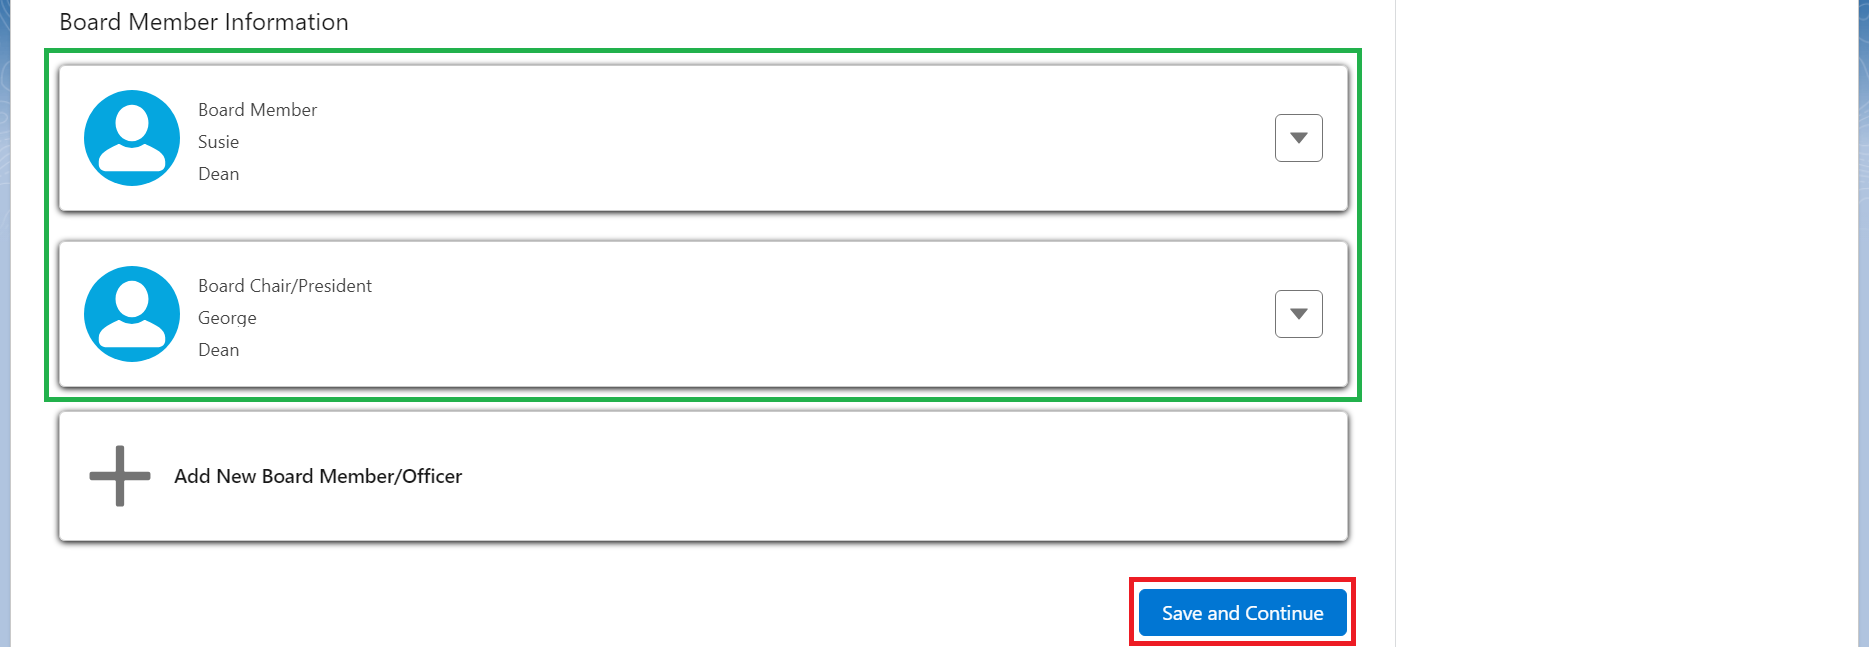 Board Member Information
Board Member
Susie
Dean
Board Chair/President
George
Dean
Add New Board Member/Officer
Save and Continue